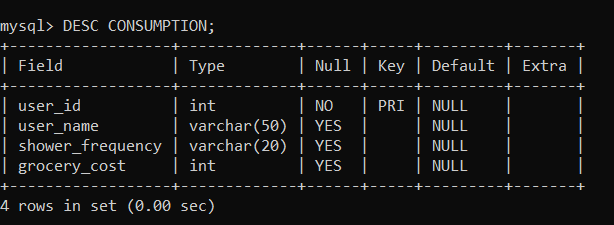 mysql> DESC CONSUMPTION;
+------------------+-------------+------+-----+---------+-------+
| Field            | Type        | Null | Key | Default | Extra |
+------------------+-------------+------+-----+---------+-------+
| user_id          | int         | NO   | PRI | NULL    |       |
| user_name        | varchar(50) | YES  |     | NULL    |       |
| shower_frequency | varchar(20) | YES  |     | NULL    |       |
| grocery_cost     | int         | YES  |     | NULL    |       |
+------------------+-------------+------+-----+---------+-------+
4 rows in set (0.00 sec)